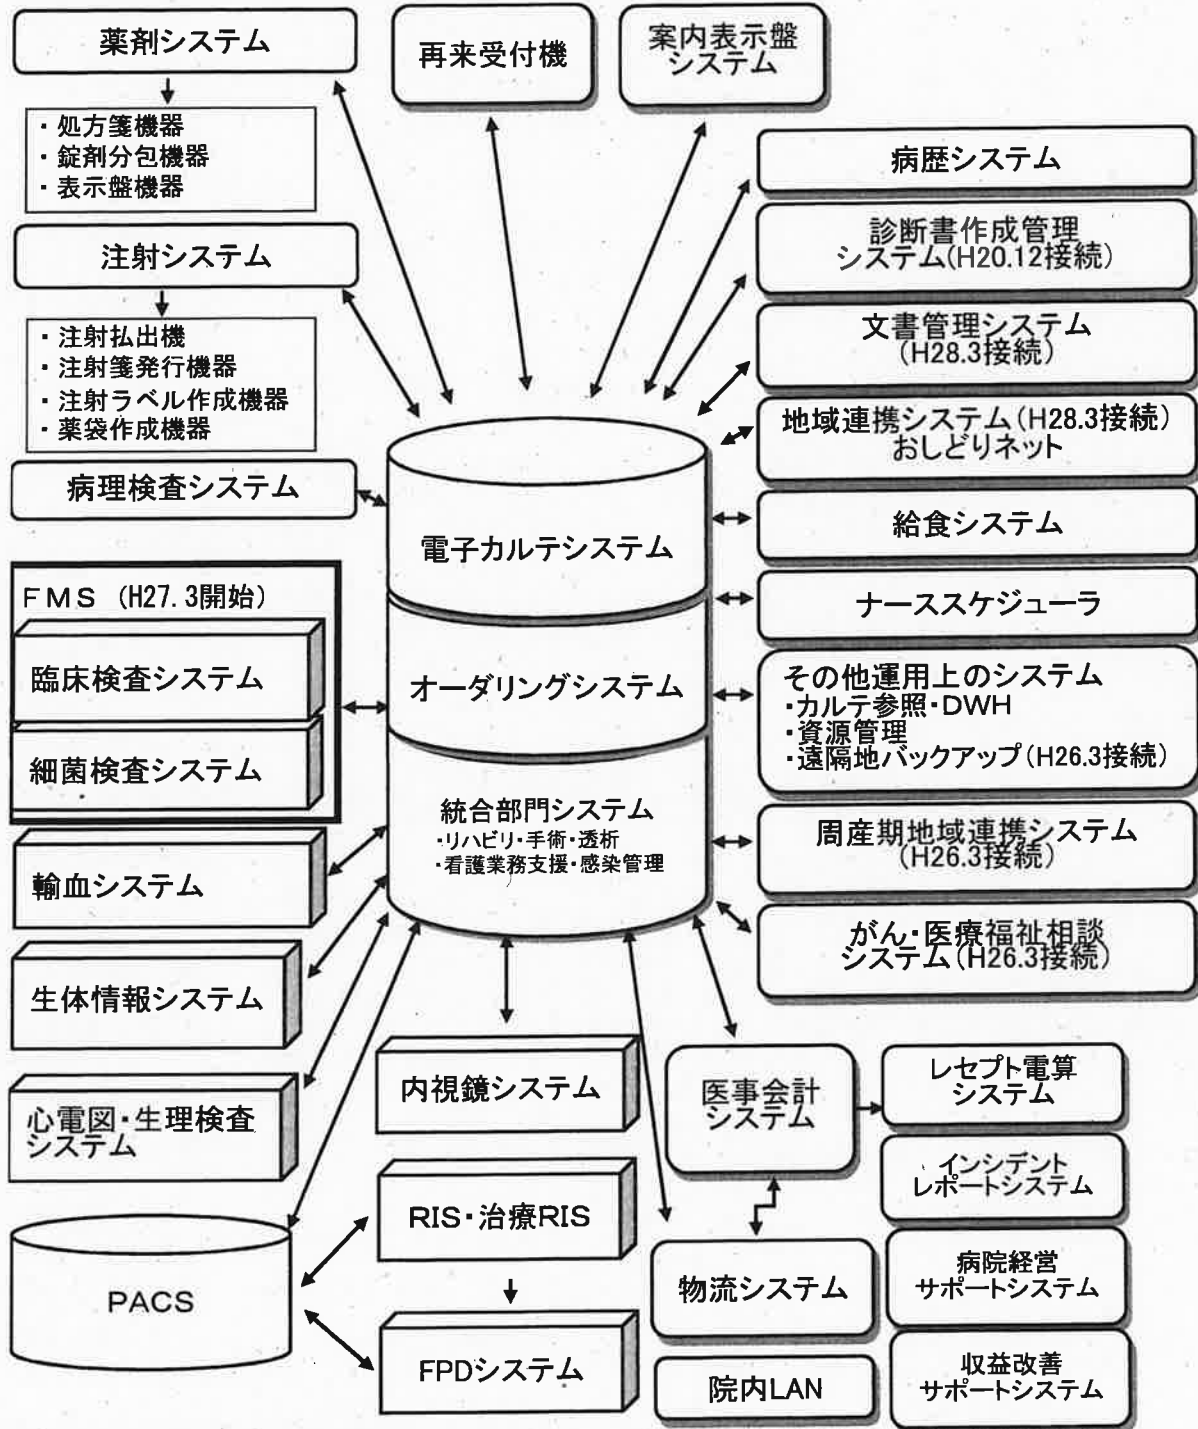 薬剤システム
・処方箋機器
・錠剤分包機器
・表示盤機器
注射システム
・注射払出機
・注射箋発行機器
・注射ラベル作成機器
・薬袋作成機器
病理検査システム
FMS (H27.3開始)
臨床検査システム
細菌検査システム
輸血システム
生体情報システム
心電図・生理検査
システム
PACS
再来受付機
案内表示盤
システム
電子カルテシステム
オーダリングシステム
統合部門システム
・リハビリ・手術・透析
・看護業務支援・感染管理
病歴システム
診断書作成管理
システム(H20.12接続)
文書管理システム
(H28.3接続)
地域連携システム(H28.3接続)
おしどりネット
給食システム
ナーススケジューラ
その他運用上のシステム
・カルテ参照・DWH
・資源管理
・遠隔地バックアップ(H26.3接続)
周産期地域連携システム
(H26.3接続)
がん・医療福祉相談
システム(H26.3接続)
内視鏡システム
RIS・治療RIS
FPDシステム
医事会計
システム
物流システム
院内LAN
レセプト電算
システム
インシデント
レポートシステム
病院経営
サポートシステム
収益改善
サポートシステム